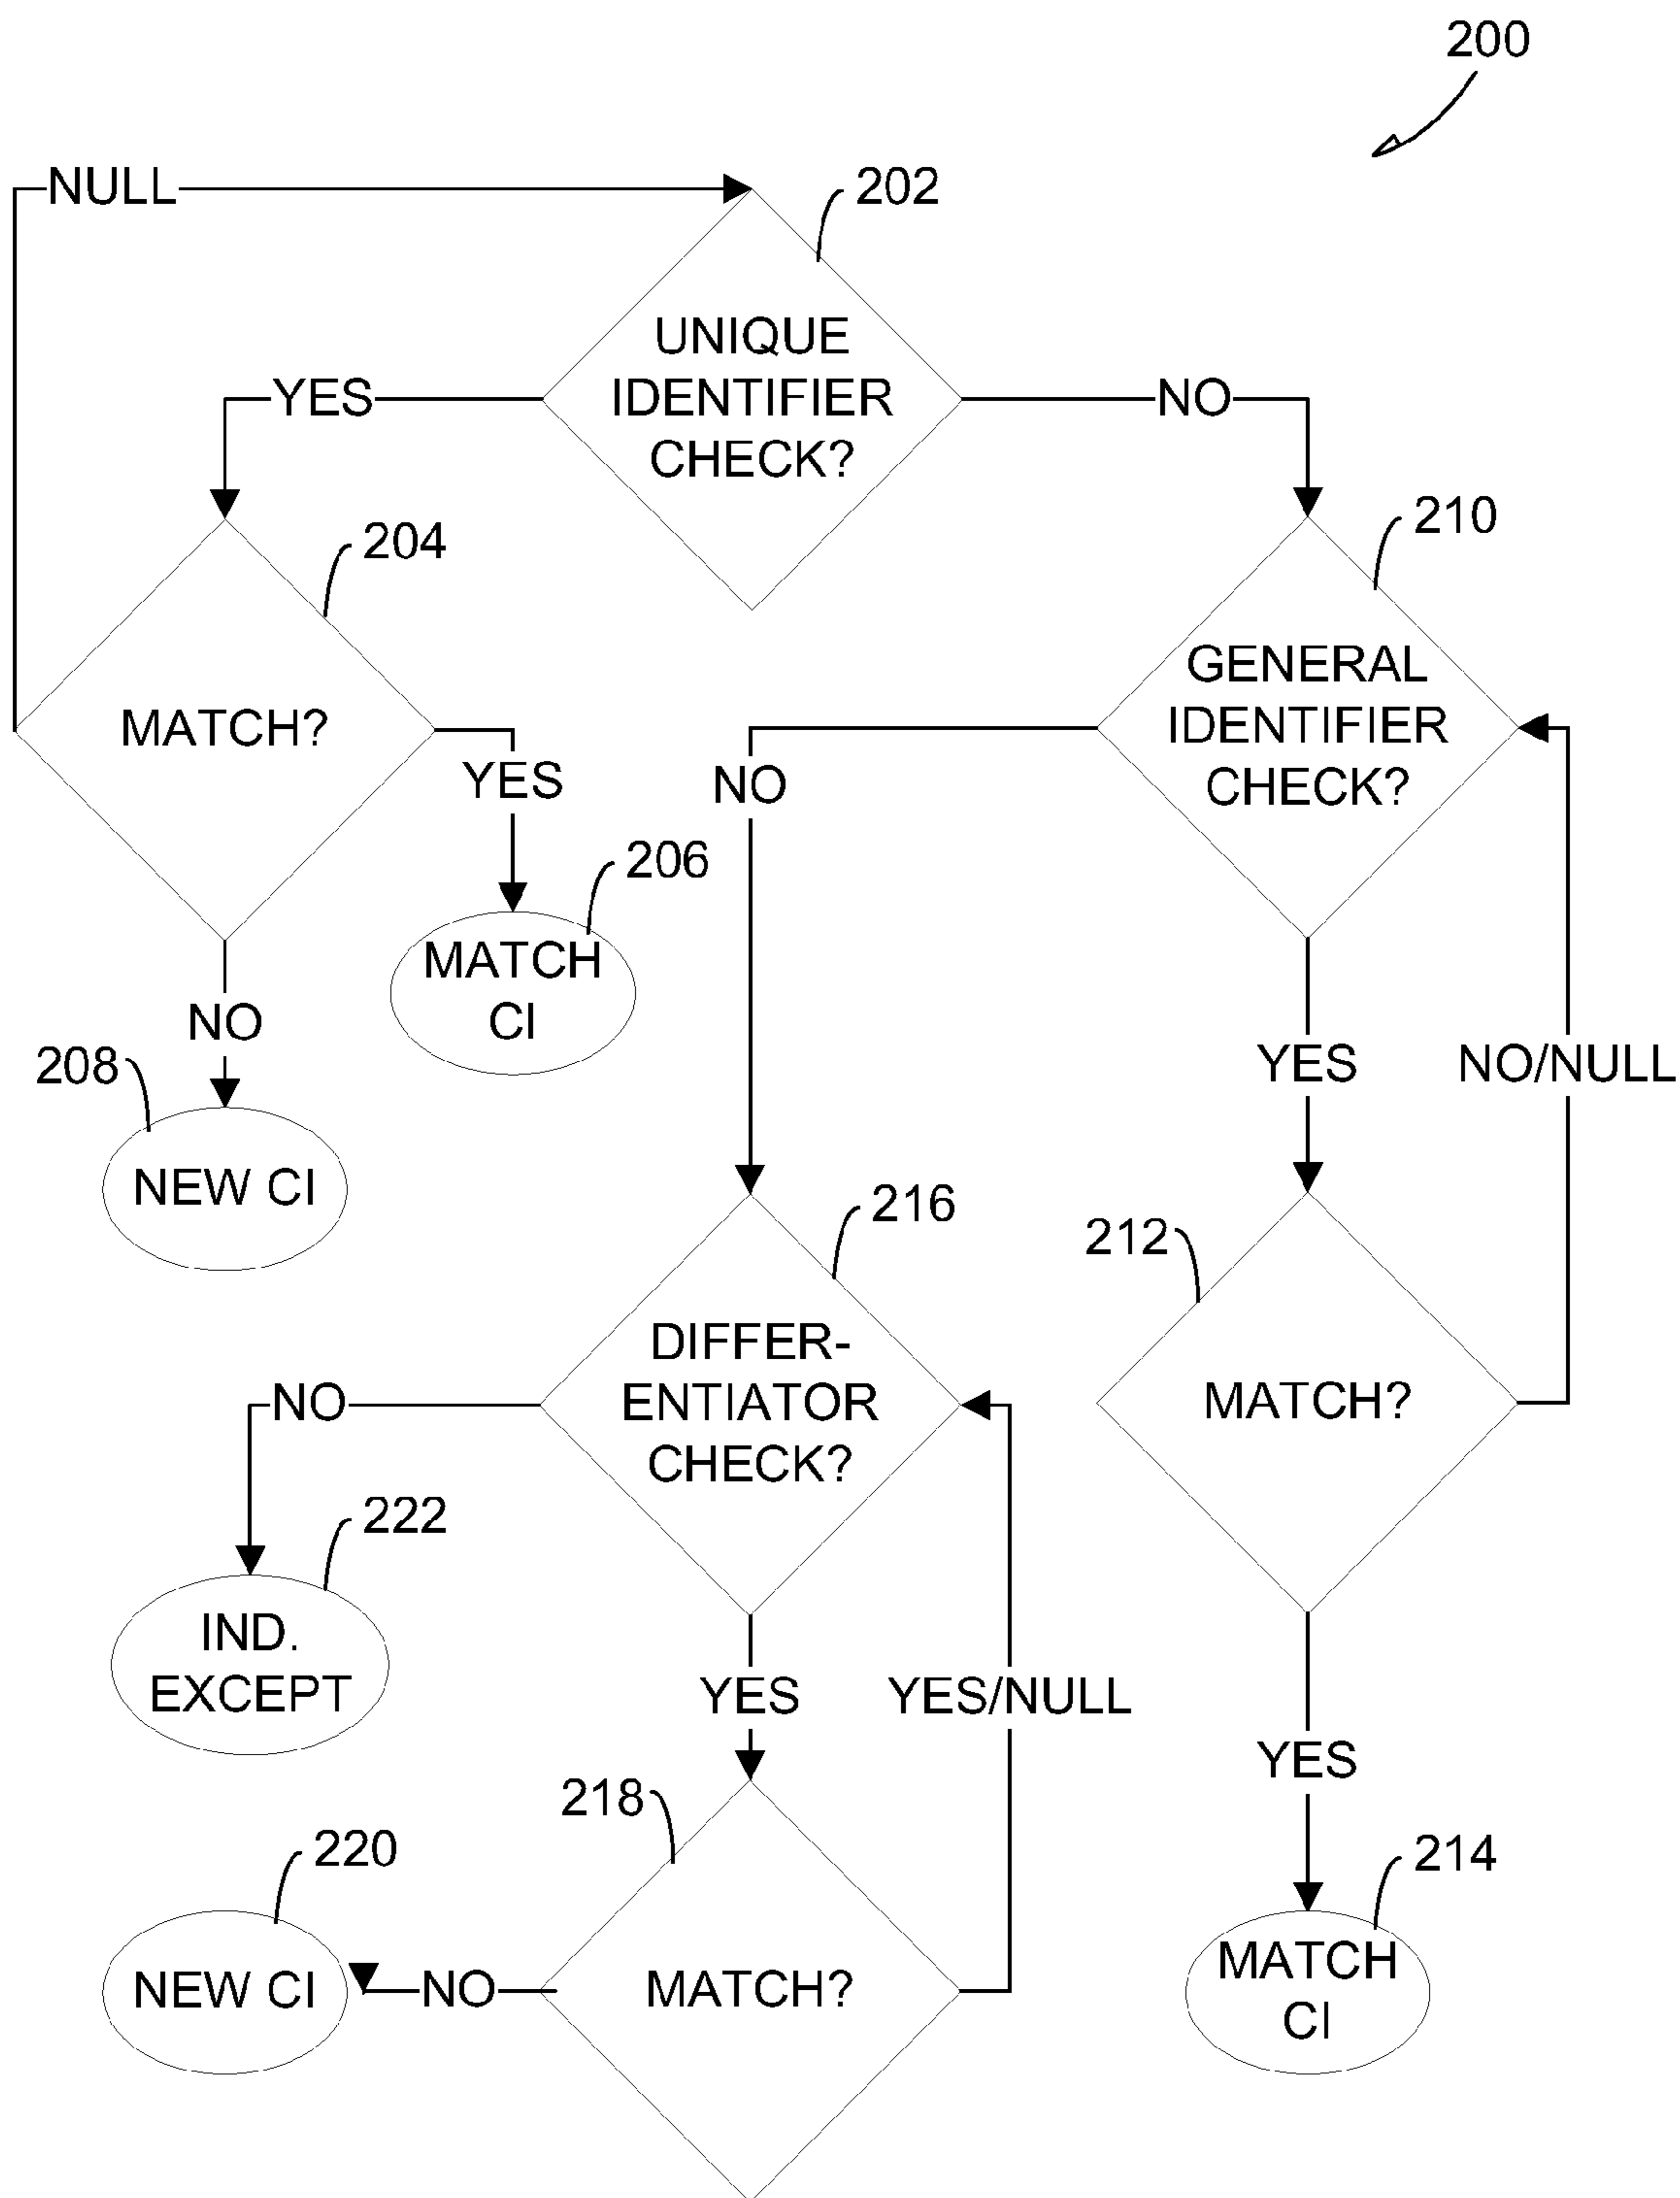 200
NULL
202
UNIQUE
IDENTIFIER
CHECK?
YES
NO
204
210
MATCH?
GENERAL
IDENTIFIER
CHECK?
YES
NO
206
MATCH
CI
NO
208
NEW CI
YES
NO/NULL
216
212
DIFFER-
ENTIATOR
CHECK?
MATCH?
NO
222
IND.
EXCEPT
YES
YES/NULL
YES
218
220
214
NEW CI
NO
MATCH?
MATCH
CI